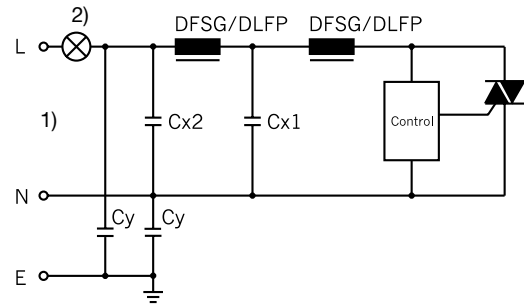 2)
DFSG/DLFP
DFSG/DLFP
L
1)
Cx2
Cx1
Control
N
Cy
Cy
E